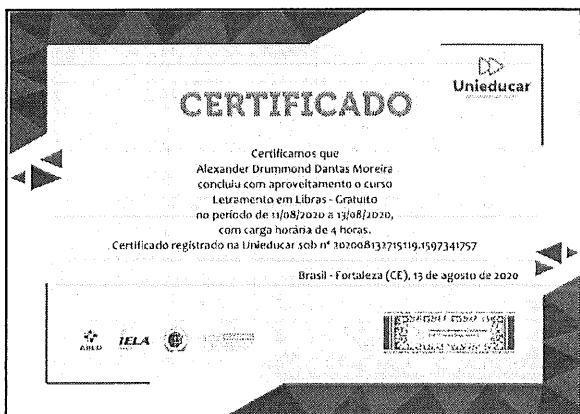 Unieducar
CERTIFICADO
Certificamos que
Alexander Drummond Dantas Moreira
concluiu com aproveitamento o curso
Letramento em Libras - Gratuito
no período de 11/08/2020 a 13/08/2020,
com carga horária de 4 horas.
Certificado registrado na Unieducar sob nº 202008132715119.1597341757
Brasil - Fortaleza (CE), 13 de agosto de 2020
ABED
IELA